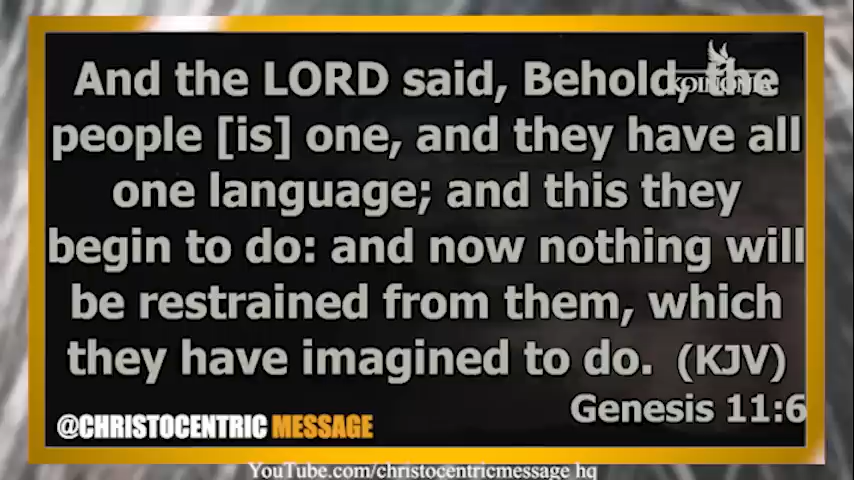 And the LORD said, Behold, the
KOINONIA
people [is] one, and they have all
one language; and this they
begin to do: and now nothing will
be restrained from them, which
they have imagined to do. (KJV)
Genesis 11:6
@CHRISTOCENTRIC MESSAGE
YouTube.com/christocentricmessage hq